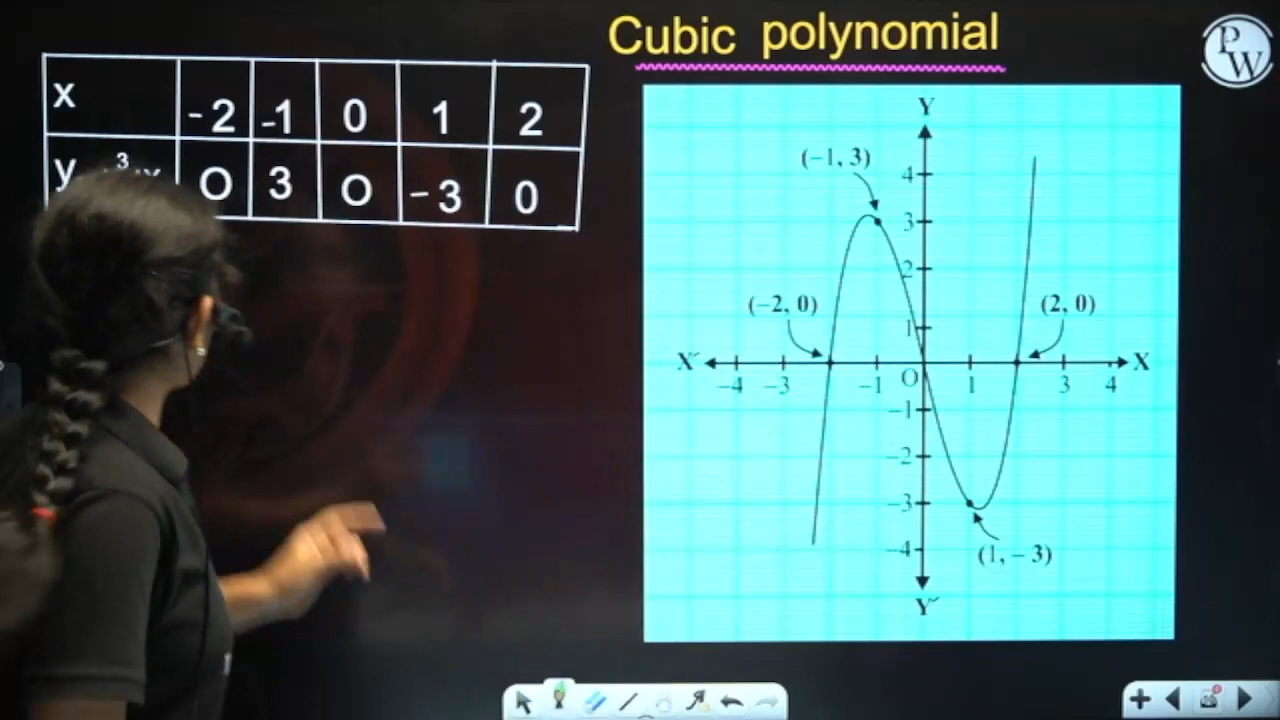 Cubic polynomial
P
W
x -2 -1 0 1 2
y 3 0 3 0 -3 0
Y
(−1, 3)
4
3
2
(−2, 0) (2, 0)
1
X′ −4 −3 −1 O 1 3 4 X
−1
−2
−3
(1, − 3)
−4
Y′